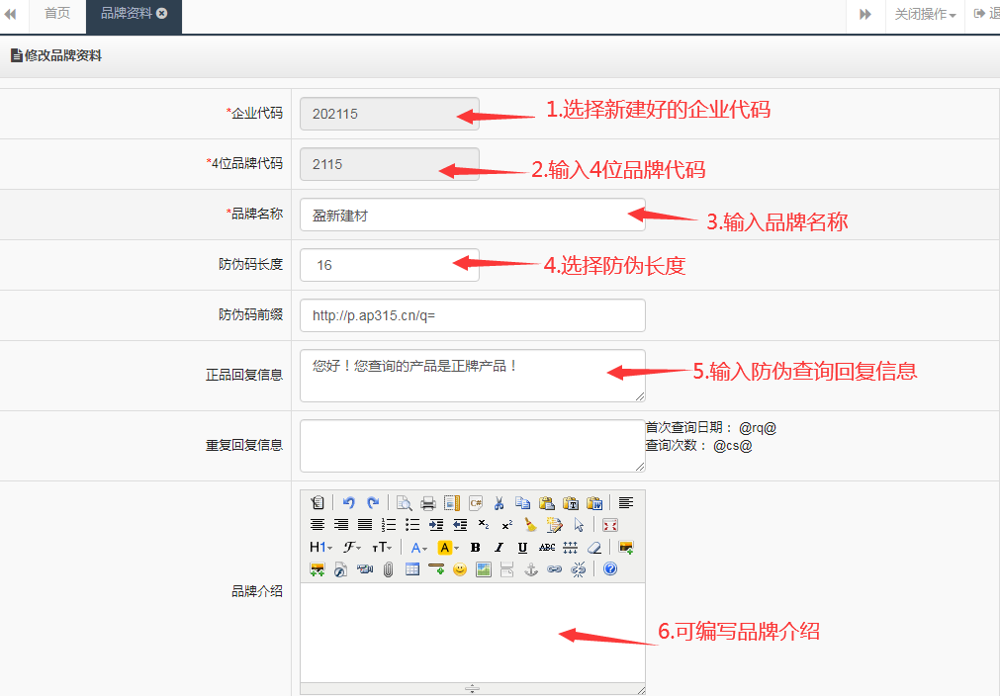 首页 品牌资料 关闭操作 退
修改品牌资料
*企业代码 202115 1.选择新建好的企业代码
*4位品牌代码 2115 2.输入4位品牌代码
*品牌名称 盈新建材 3.输入品牌名称
防伪码长度 16 4.选择防伪长度
防伪码前缀 http://p.ap315.cn/q=
正品回复信息 您好！您查询的产品是正牌产品！ 5.输入防伪查询回复信息
重复回复信息 首次查询日期： @rq@
查询次数： @cs@
H1 F тT A A B I U ABC
品牌介绍 6.可编写品牌介绍